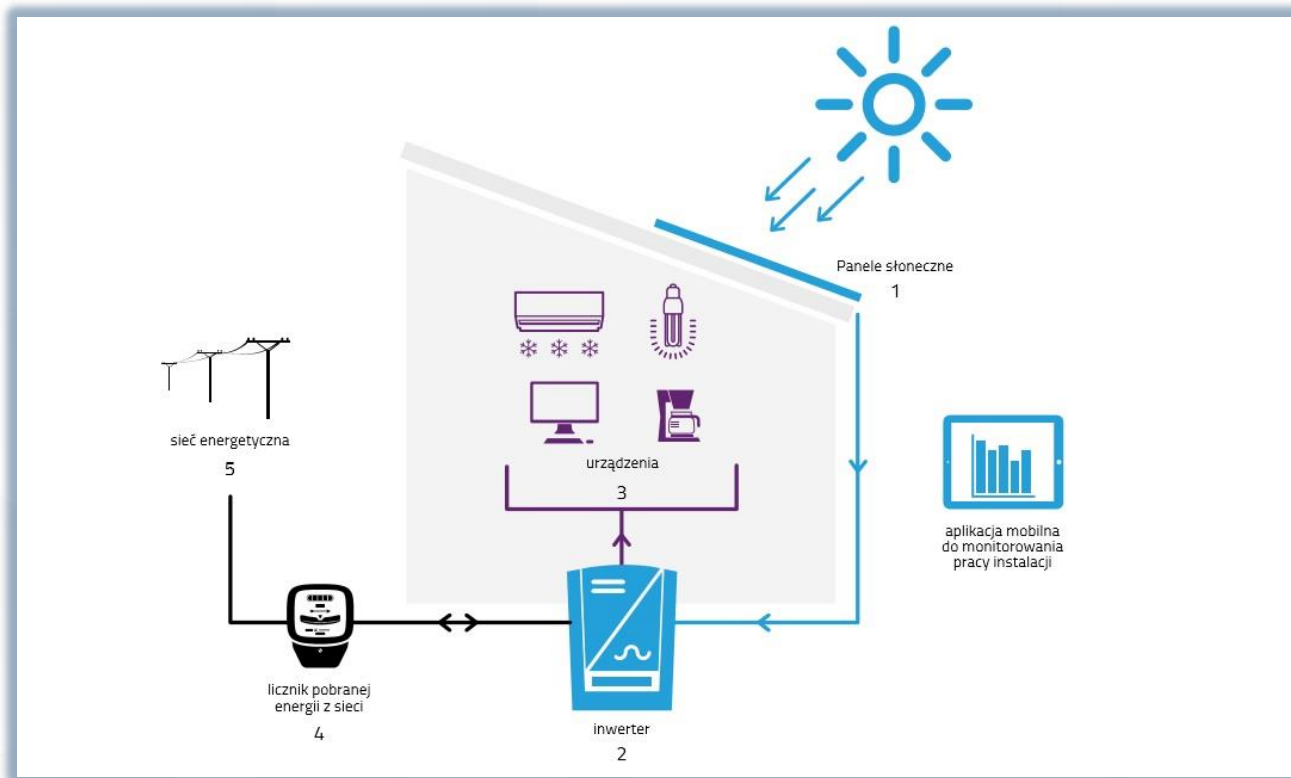 Panele słoneczne
1
sieć energetyczna
5
urządzenia
3
aplikacja mobilna
do monitorowania
pracy instalacji
licznik pobranej
energii z sieci
4
inwerter
2